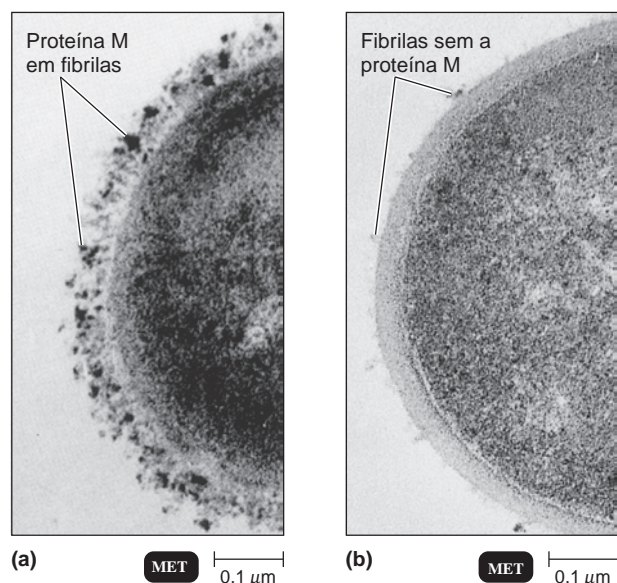 Proteína M
em fibrilas
Fibrilas sem a
proteína M
(a)
MET
0.1 μm
(b)
MET
0.1 μm